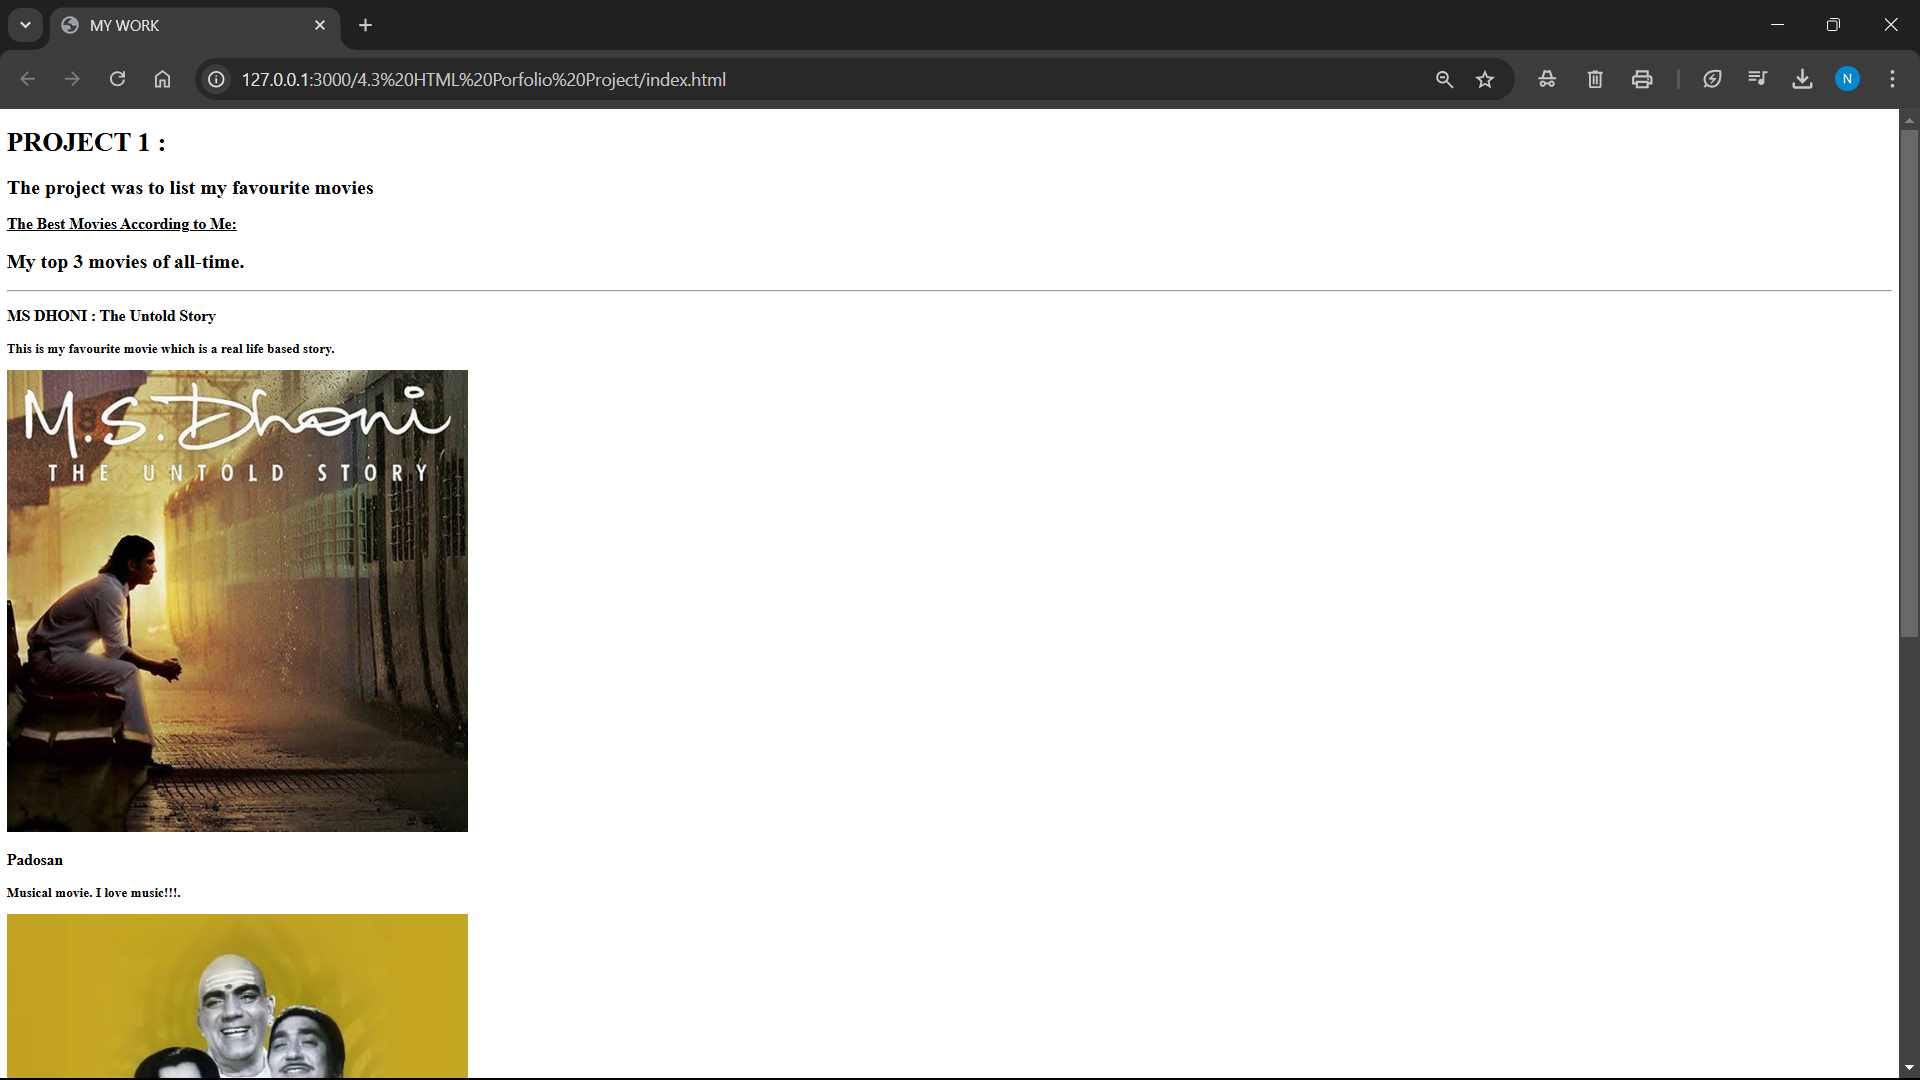 MY WORK
127.0.0.1:3000/4.3%20HTML%20Porfolio%20Project/index.html
N
PROJECT 1 :
The project was to list my favourite movies
The Best Movies According to Me:
My top 3 movies of all-time.
MS DHONI : The Untold Story
This is my favourite movie which is a real life based story.
M.S.Dhoni
THE UNTOLD STORY
Padosan
Musical movie. I love music!!!.